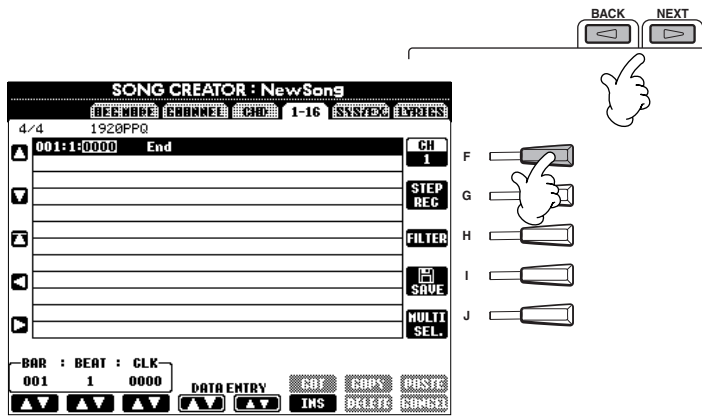 BACK NEXT
SONG CREATOR : NewSong
REC MODE CHANNEL CHD 1-16 SYS/EX. LYRICS
4/4 1920PPQ
001:1:0000 End
CH
1
F
STEP
REC
G
FILTER
H
SAVE
I
MULTI
SEL.
J
BAR : BEAT : CLK
001 1 0000
DATA ENTRY
CUT COPY PASTE
INS DELETE CANCEL